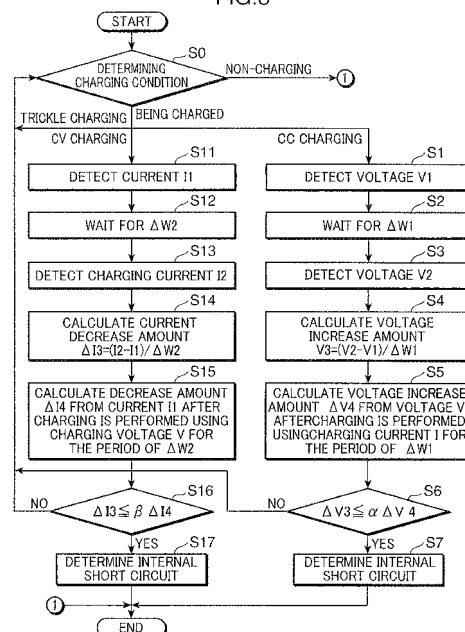 FIG.3
START
S0
DETERMINING
CHARGING CONDITION
NON-CHARGING
1
TRICKLE CHARGING
BEING CHARGED
CV CHARGING
CC CHARGING
S11
DETECT CURRENT I1
S12
WAIT FOR ΔW2
S13
DETECT CHARGING CURRENT I2
S14
CALCULATE CURRENT
DECREASE AMOUNT
ΔI3=(I2-I1)/ΔW2
S15
CALCULATE DECREASE AMOUNT
ΔI4 FROM CURRENT I1 AFTER
CHARGING IS PERFORMED USING
CHARGING VOLTAGE V FOR
THE PERIOD OF ΔW2
S16
NO
ΔI3≦βΔI4
YES
S17
DETERMINE INTERNAL
SHORT CIRCUIT
S1
DETECT VOLTAGE V1
S2
WAIT FOR ΔW1
S3
DETECT VOLTAGE V2
S4
CALCULATE VOLTAGE
INCREASE AMOUNT
V3=(V2-V1)/ΔW1
S5
CALCULATE VOLTAGE INCREASE
AMOUNT ΔV4 FROM VOLTAGE V
AFTERCHARGING IS PERFORMED
USINGCHARGING CURRENT I FOR
THE PERIOD OF ΔW1
S6
NO
ΔV3≦αΔV4
YES
S7
DETERMINE INTERNAL
SHORT CIRCUIT
1
END